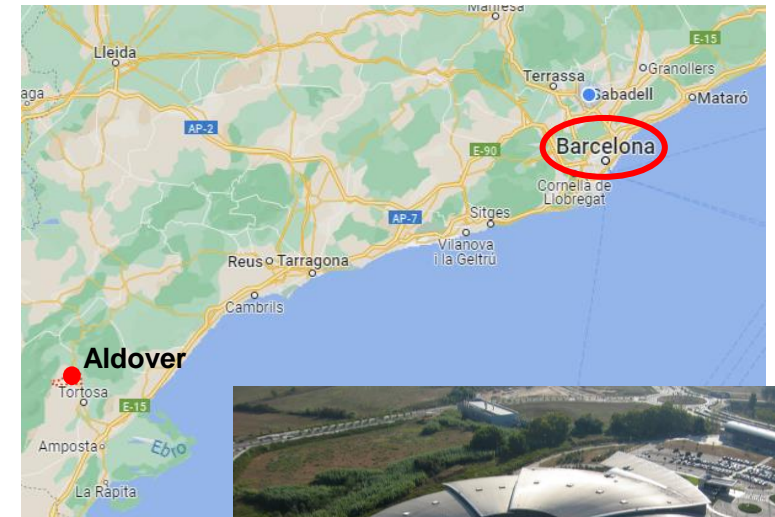 Manresa
Lleida
E-15
Granollers
Terrassa
Sabadell
Mataró
AP-2
E-90
Barcelona
Cornellà de
Llobregat
AP-7
Sitges
Vilanova
i la Geltrú
Reus
Tarragona
Cambrils
Aldover
Tortosa
E-15
Amposta
Ebro
La Ràpita